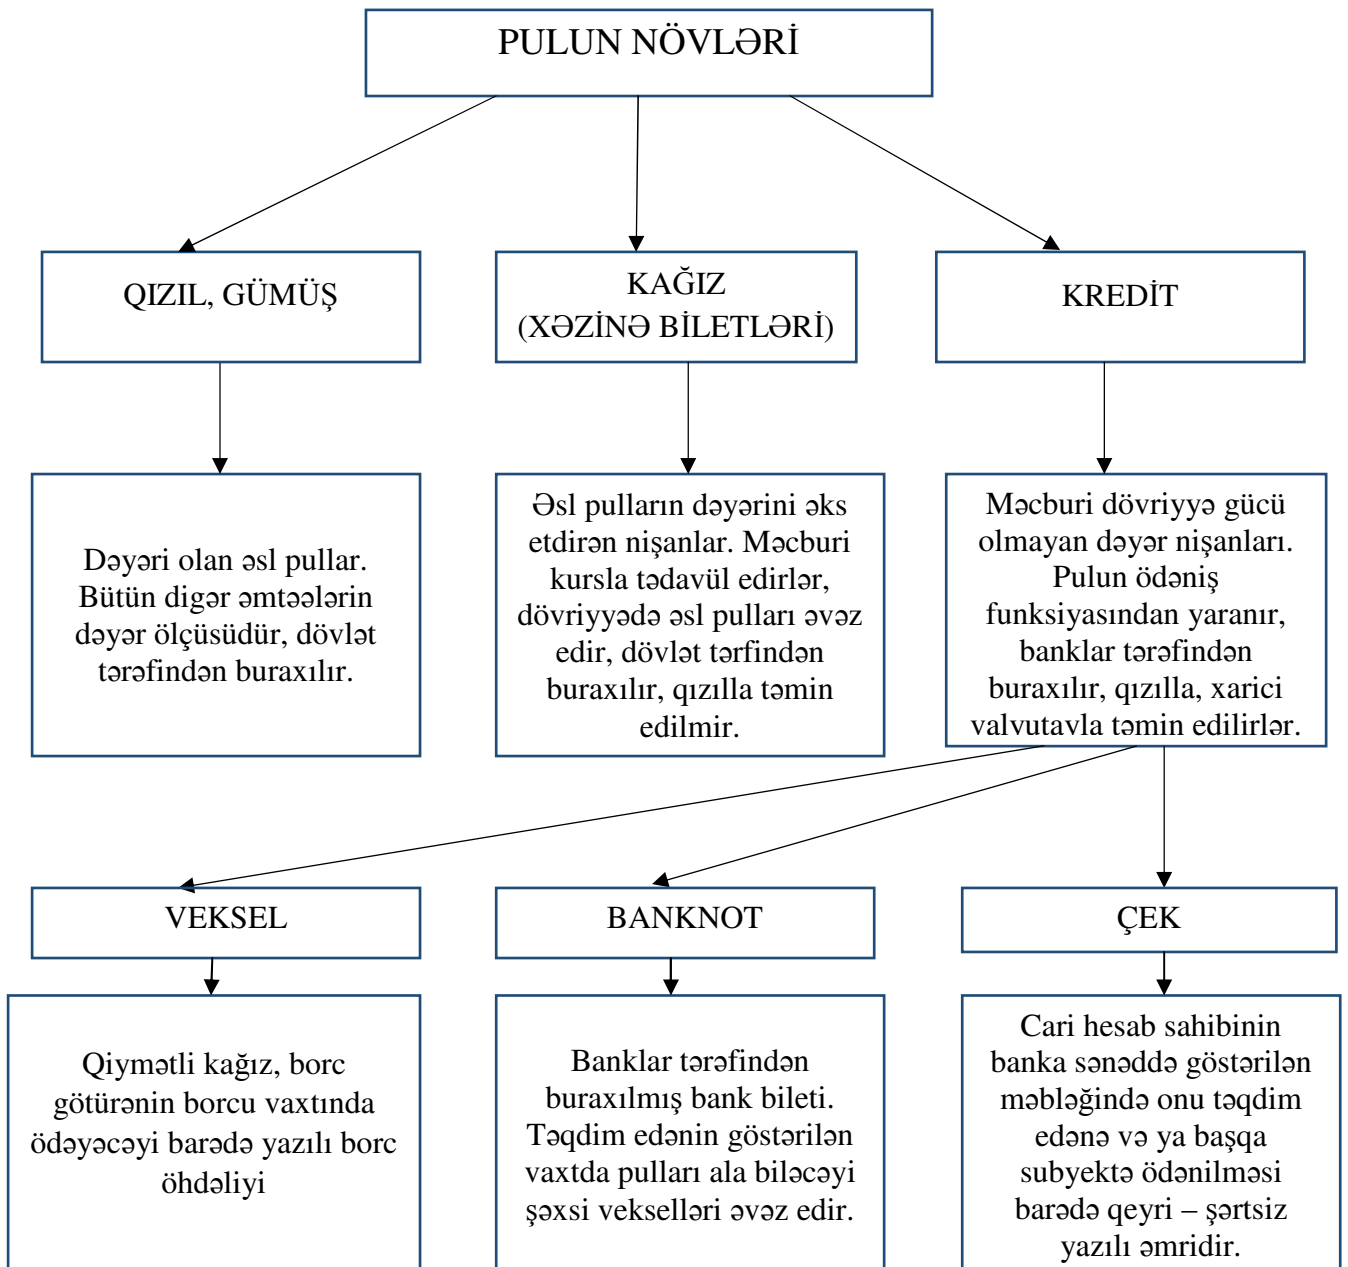 PULUN NÖVLƏRİ
QIZIL, GÜMÜŞ
KAĞIZ
(XƏZİNƏ BİLETLƏRİ)
KREDİT
Dəyəri olan əsl pullar.
Bütün digər əmtəələrin
dəyər ölçüsüdür, dövlət
tərəfindən buraxılır.
Əsl pulların dəyərini əks
etdirən nişanlar. Məcburi
kursla tədavül edirlər,
dövriyyədə əsl pulları əvəz
edir, dövlət tərfindən
buraxılır, qızılla təmin
edilmir.
Məcburi dövriyyə gücü
olmayan dəyər nişanları.
Pulun ödəniş
funksiyasından yaranır,
banklar tərəfindən
buraxılır, qızılla, xarici
valvutavla təmin edilirlər.
VEKSEL
BANKNOT
ÇEK
Qiymətli kağız, borc
götürənin borcu vaxtında
ödəyəcəyi barədə yazılı borc
öhdəliyi
Banklar tərəfindən
buraxılmış bank bileti.
Təqdim edənin göstərilən
vaxtda pulları ala biləcəyi
şəxsi vekselləri əvəz edir.
Cari hesab sahibinin
banka sənəddə göstərilən
məbləğində onu təqdim
edənə və ya başqa
subyektə ödənilməsi
barədə qeyri – şərtsiz
yazılı əmridir.